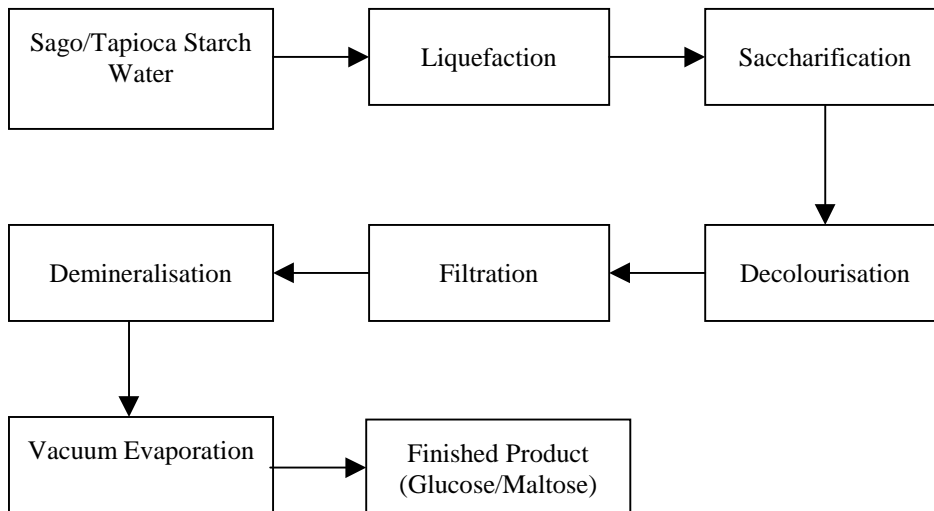 Sago/Tapioca Starch
Water
Liquefaction
Saccharification
Decolourisation
Filtration
Demineralisation
Vacuum Evaporation
Finished Product
(Glucose/Maltose)